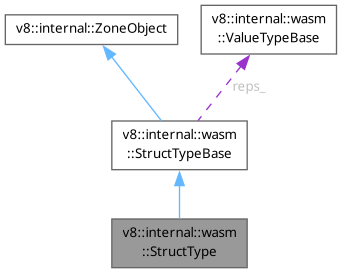 v8::internal::ZoneObject
v8::internal::wasm
::ValueTypeBase
reps_
v8::internal::wasm
::StructTypeBase
v8::internal::wasm
::StructType